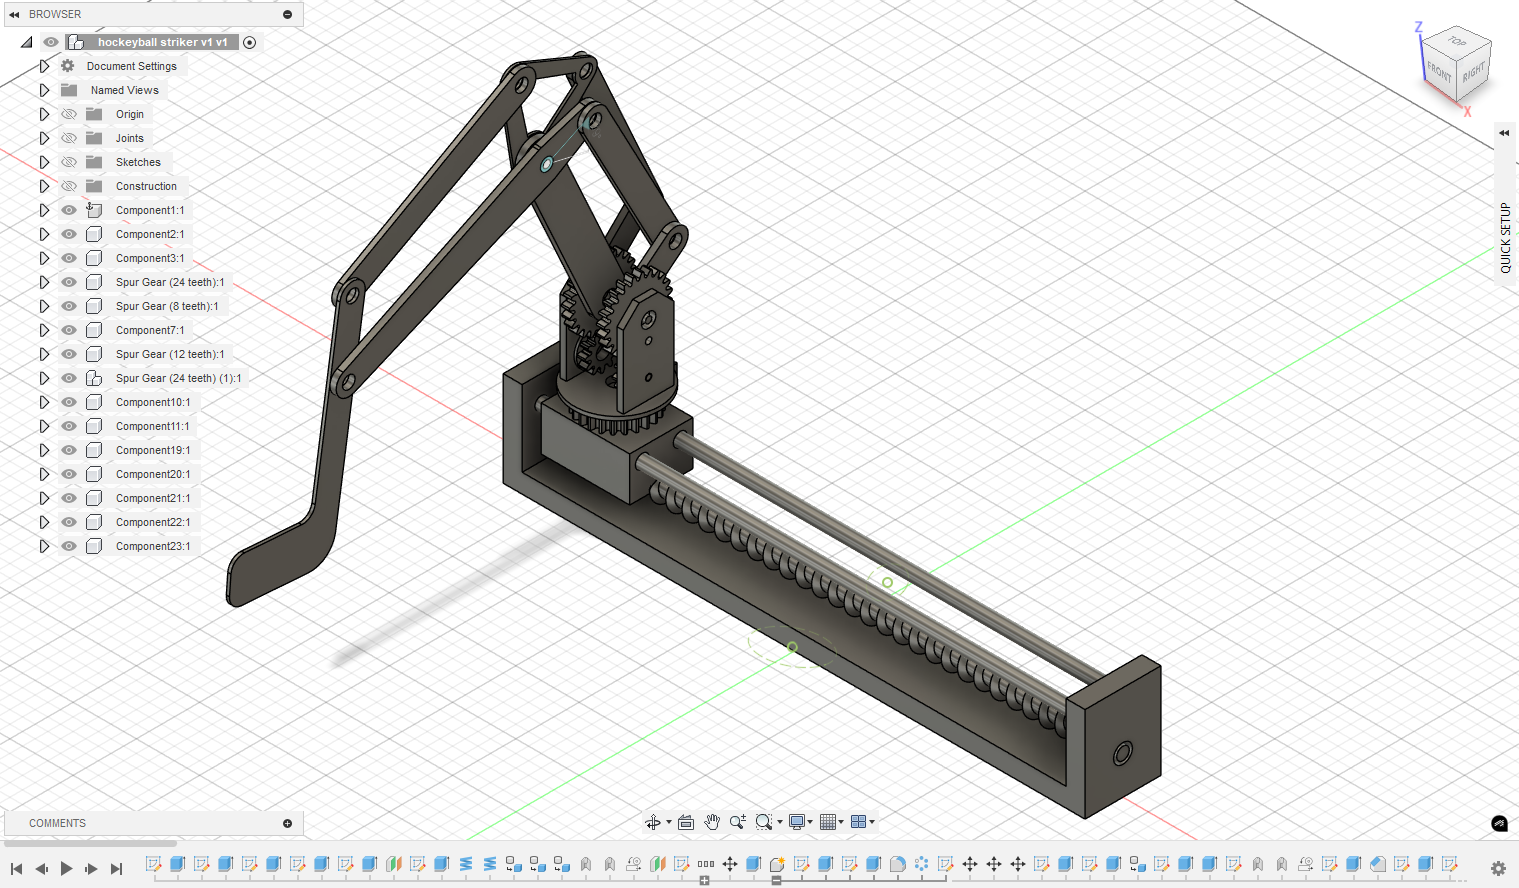 BROWSER
hockeyball striker v1 v1
Document Settings
Named Views
Origin
Joints
Sketches
Construction
Component1:1
Component2:1
Component3:1
Spur Gear (24 teeth):1
Spur Gear (8 teeth):1
Component7:1
Spur Gear (12 teeth):1
Spur Gear (24 teeth) (1):1
Component10:1
Component11:1
Component19:1
Component20:1
Component21:1
Component22:1
Component23:1
Z
TOP
FRONT
RIGHT
X
QUICK SETUP
COMMENTS